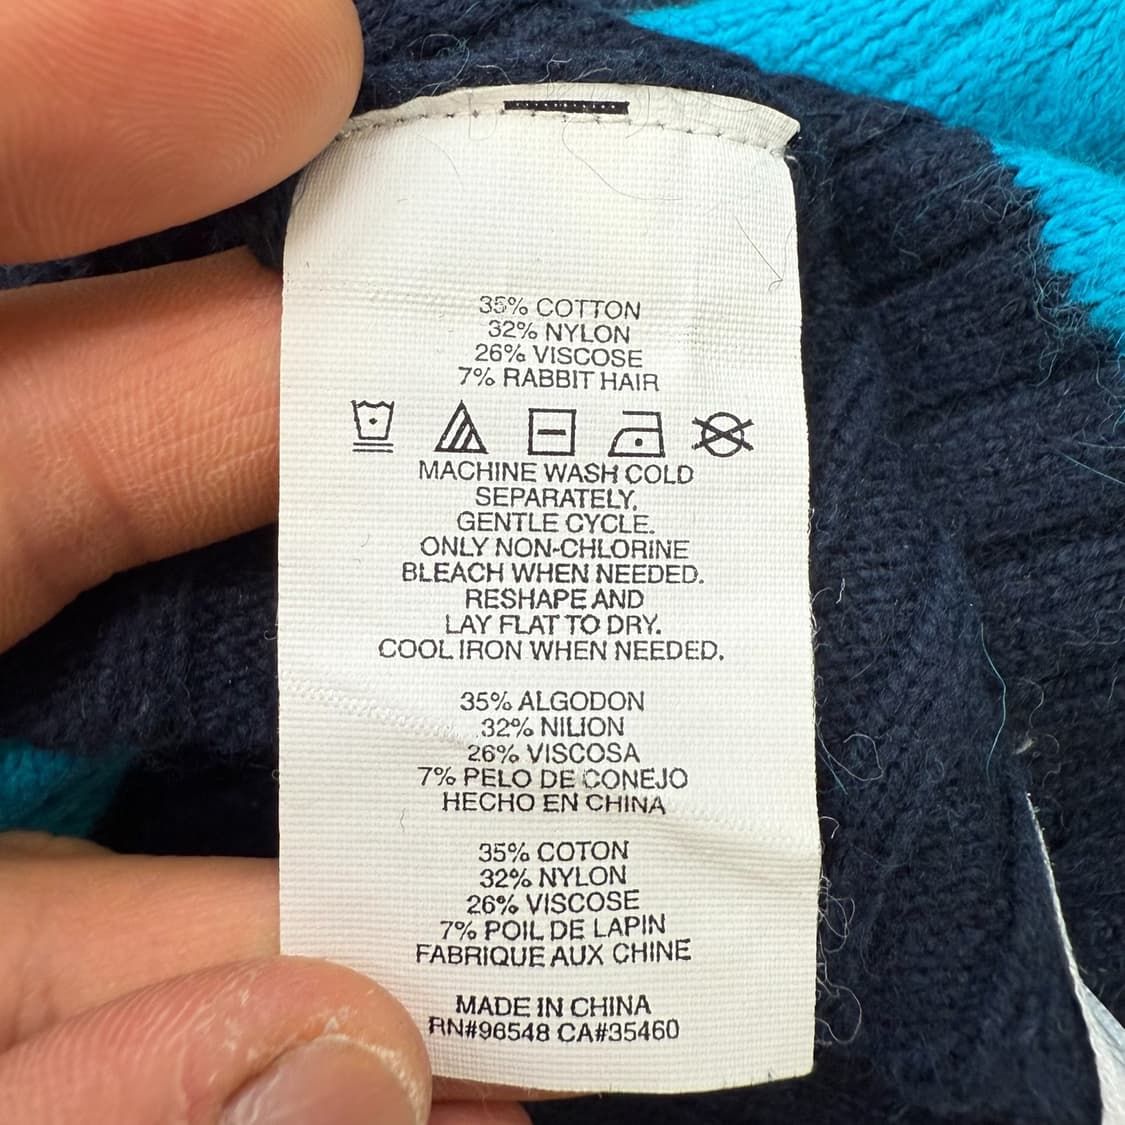 35% COTTON
32% NYLON
26% VISCOSE
7% RABBIT HAIR
MACHINE WASH COLD
SEPARATELY.
GENTLE CYCLE.
ONLY NON-CHLORINE
BLEACH WHEN NEEDED.
RESHAPE AND
LAY FLAT TO DRY.
COOL IRON WHEN NEEDED.
35% ALGODON
32% NILION
26% VISCOSA
7% PELO DE CONEJO
HECHO EN CHINA
35% COTON
32% NYLON
26% VISCOSE
7% POIL DE LAPIN
FABRIQUE AUX CHINE
MADE IN CHINA
RN#96548 CA#35460